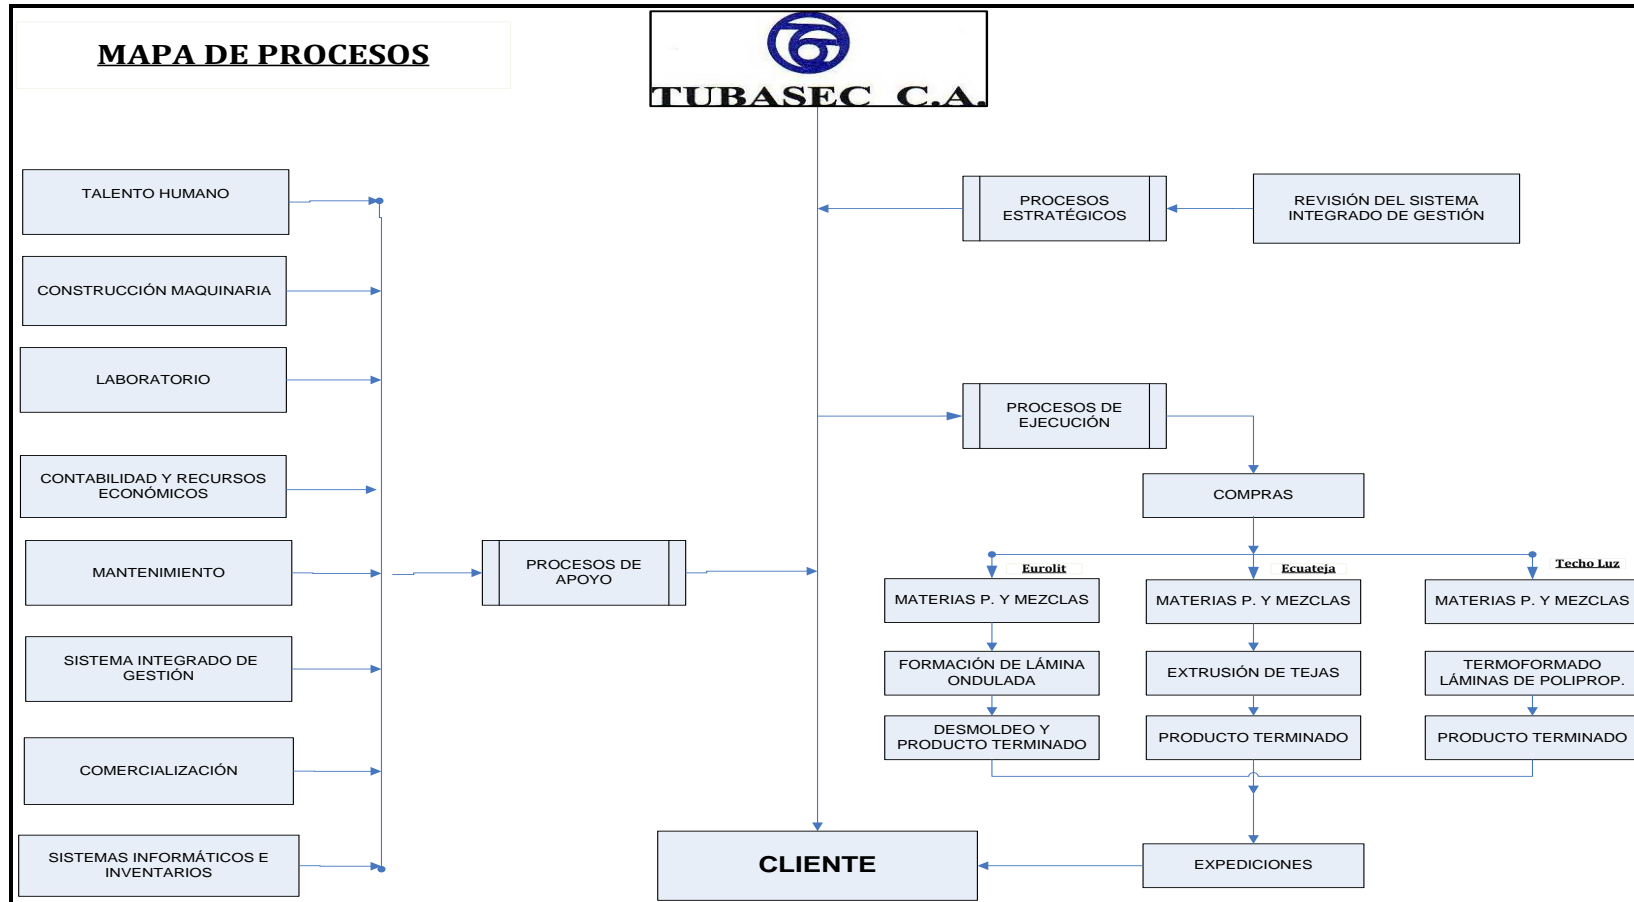 MAPA DE PROCESOS
TUBASEC C.A.
TALENTO HUMANO
CONSTRUCCIÓN MAQUINARIA
LABORATORIO
CONTABILIDAD Y RECURSOS
ECONÓMICOS
MANTENIMIENTO
SISTEMA INTEGRADO DE
GESTIÓN
COMERCIALIZACIÓN
SISTEMAS INFORMÁTICOS E
INVENTARIOS
PROCESOS DE
APOYO
PROCESOS
ESTRATÉGICOS
REVISIÓN DEL SISTEMA
INTEGRADO DE GESTIÓN
PROCESOS DE
EJECUCIÓN
COMPRAS
Eurolit
MATERIAS P. Y MEZCLAS
FORMACIÓN DE LÁMINA
ONDULADA
DESMOLDEO Y
PRODUCTO TERMINADO
Ecuateja
MATERIAS P. Y MEZCLAS
EXTRUSIÓN DE TEJAS
PRODUCTO TERMINADO
Techo Luz
MATERIAS P. Y MEZCLAS
TERMOFORMADO
LÁMINAS DE POLIPROP.
PRODUCTO TERMINADO
EXPEDICIONES
CLIENTE